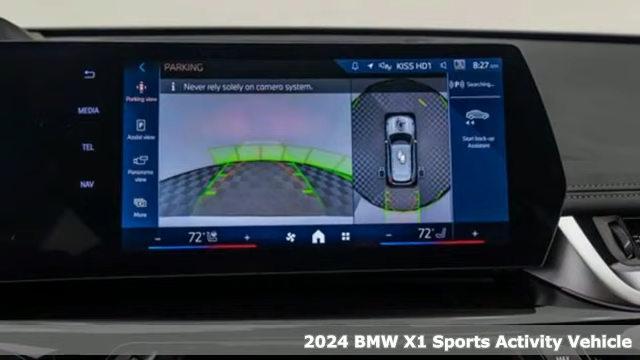 PARKING
KISS HD1
8:27
Never rely solely on camera system.
Searching...
MEDIA
TEL
NAV
Parking view
Assist view
Panorama view
More
Start back-up Assistant
72°
72°
2024 BMW X1 Sports Activity Vehicle